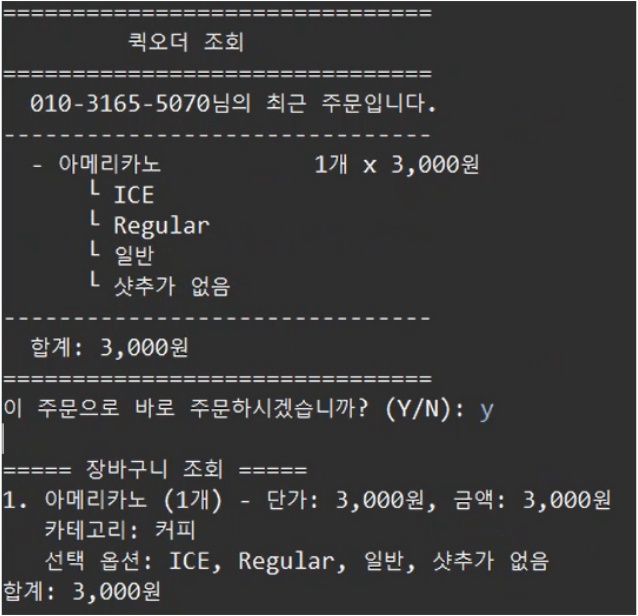 ===============================
퀵오더 조회
===============================
010-3165-5070님의 최근 주문입니다.
-------------------------------
- 아메리카노 1개 x 3,000원
└ ICE
└ Regular
└ 일반
└ 샷추가 없음
-------------------------------
합계: 3,000원
===============================
이 주문으로 바로 주문하시겠습니까? (Y/N): y
===== 장바구니 조회 =====
1. 아메리카노 (1개) - 단가: 3,000원, 금액: 3,000원
카테고리: 커피
선택 옵션: ICE, Regular, 일반, 샷추가 없음
합계: 3,000원